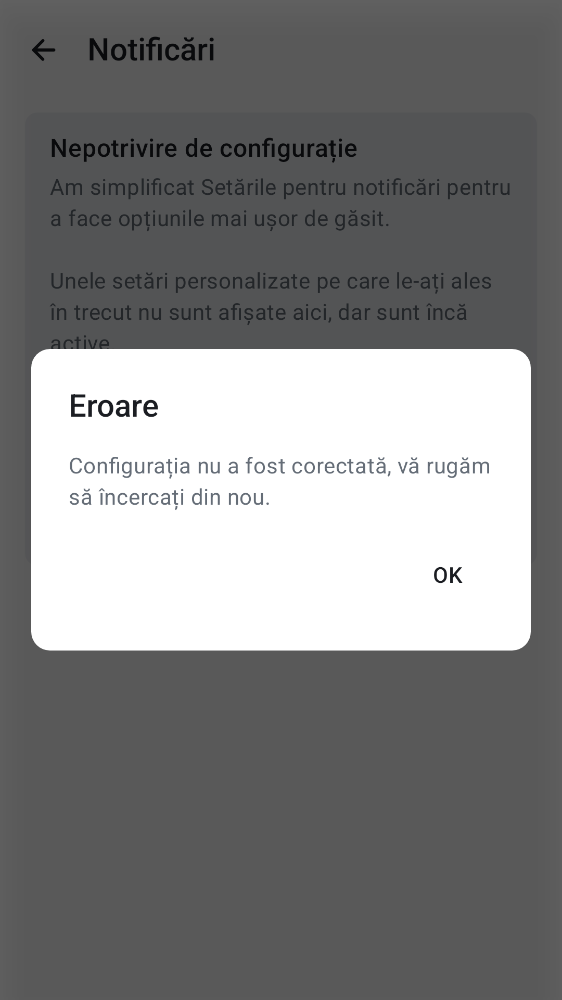 Notificări
Nepotrivire de configurație
Am simplificat Setările pentru notificări pentru
a face opțiunile mai ușor de găsit.
Unele setări personalizate pe care le-ați ales
în trecut nu sunt afișate aici, dar sunt încă
active
Eroare
Configurația nu a fost corectată, vă rugăm
să încercați din nou.
OK